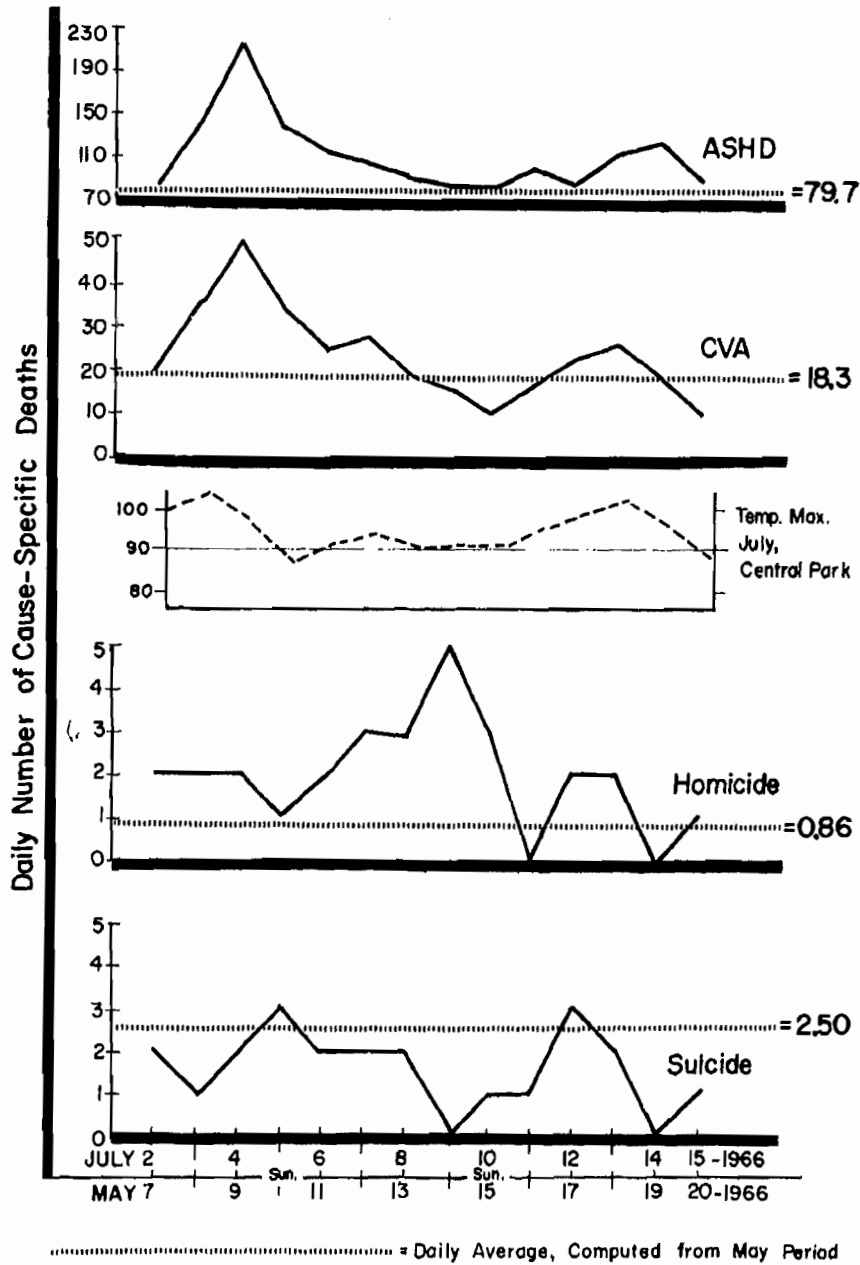 Daily Number of Cause-Specific Deaths
230
190
150
110
70
ASHD
=79.7
50
40
30
20
10
0
CVA
=18.3
100
90
80
Temp. Max.
July,
Central Park
5
4
3
2
1
0
Homicide
=0.86
5
4
3
2
1
0
Suicide
=2.50
JULY 2 4 6 8 10 12 14 15-1966
Sun. Sun.
MAY 7 9 11 13 15 17 19 20-1966
= Daily Average, Computed from May Period